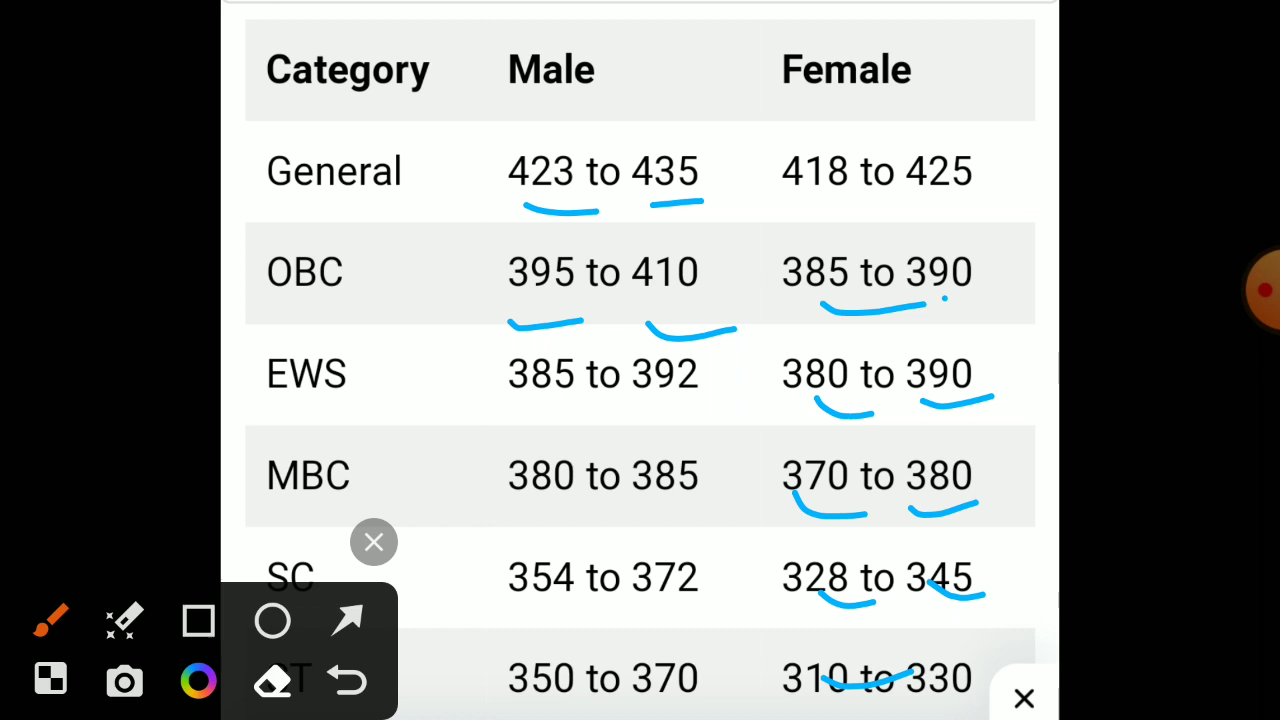 Category Male Female
General 423 to 435 418 to 425
OBC 395 to 410 385 to 390
EWS 385 to 392 380 to 390
MBC 380 to 385 370 to 380
SC 354 to 372 328 to 345
ST 350 to 370 310 to 330